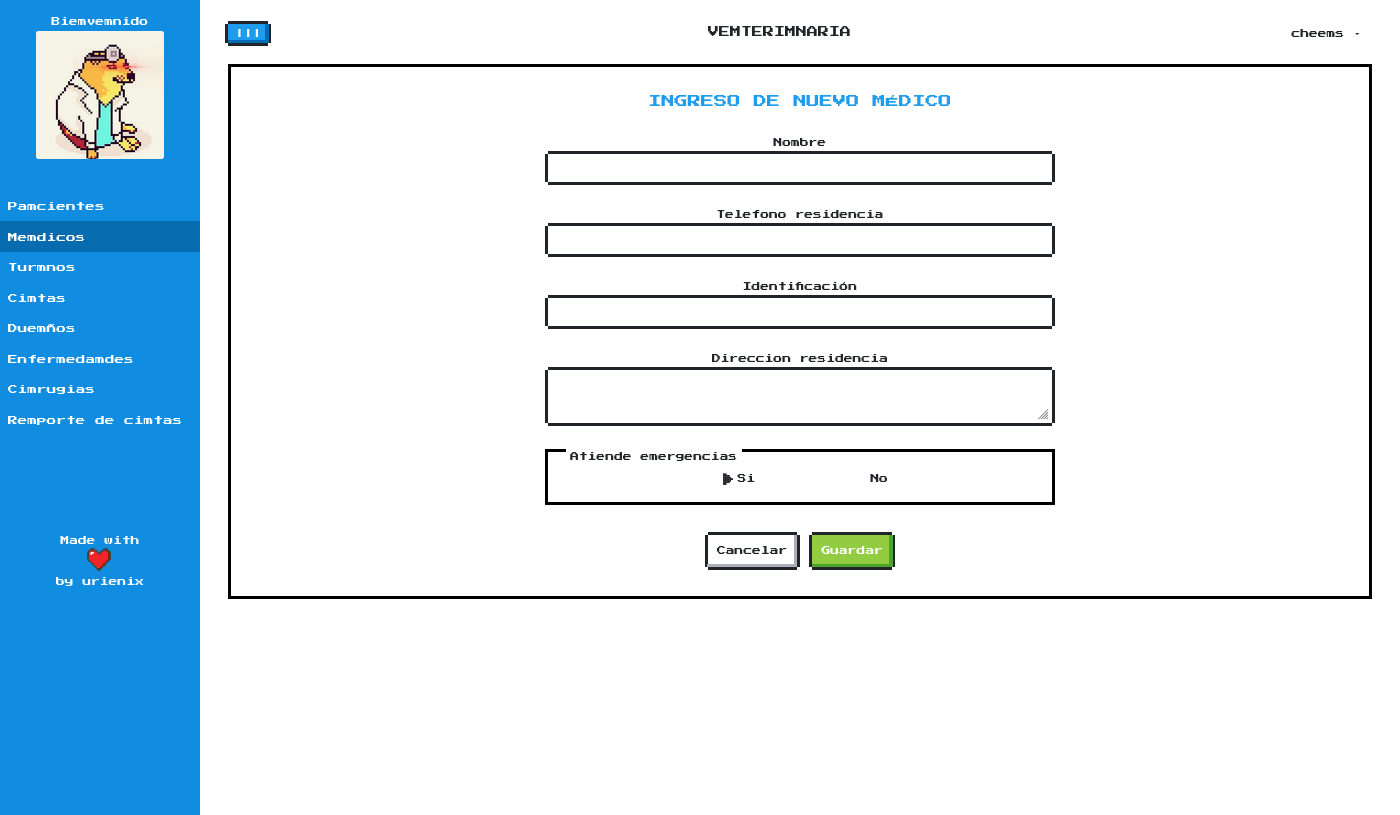 Bienvemnido
Pamcientes
Memdicos
Turmnos
Cimtas
Duemños
Enfermedamdes
Cimrugias
Remporte de cimtas
Made with
by urienix
VEMTERIMNARIA
cheems
INGRESO DE NUEVO MéDICO
Nombre
Telefono residencia
Identificación
Direccion residencia
Atiende emergencias
Si No
Cancelar Guardar